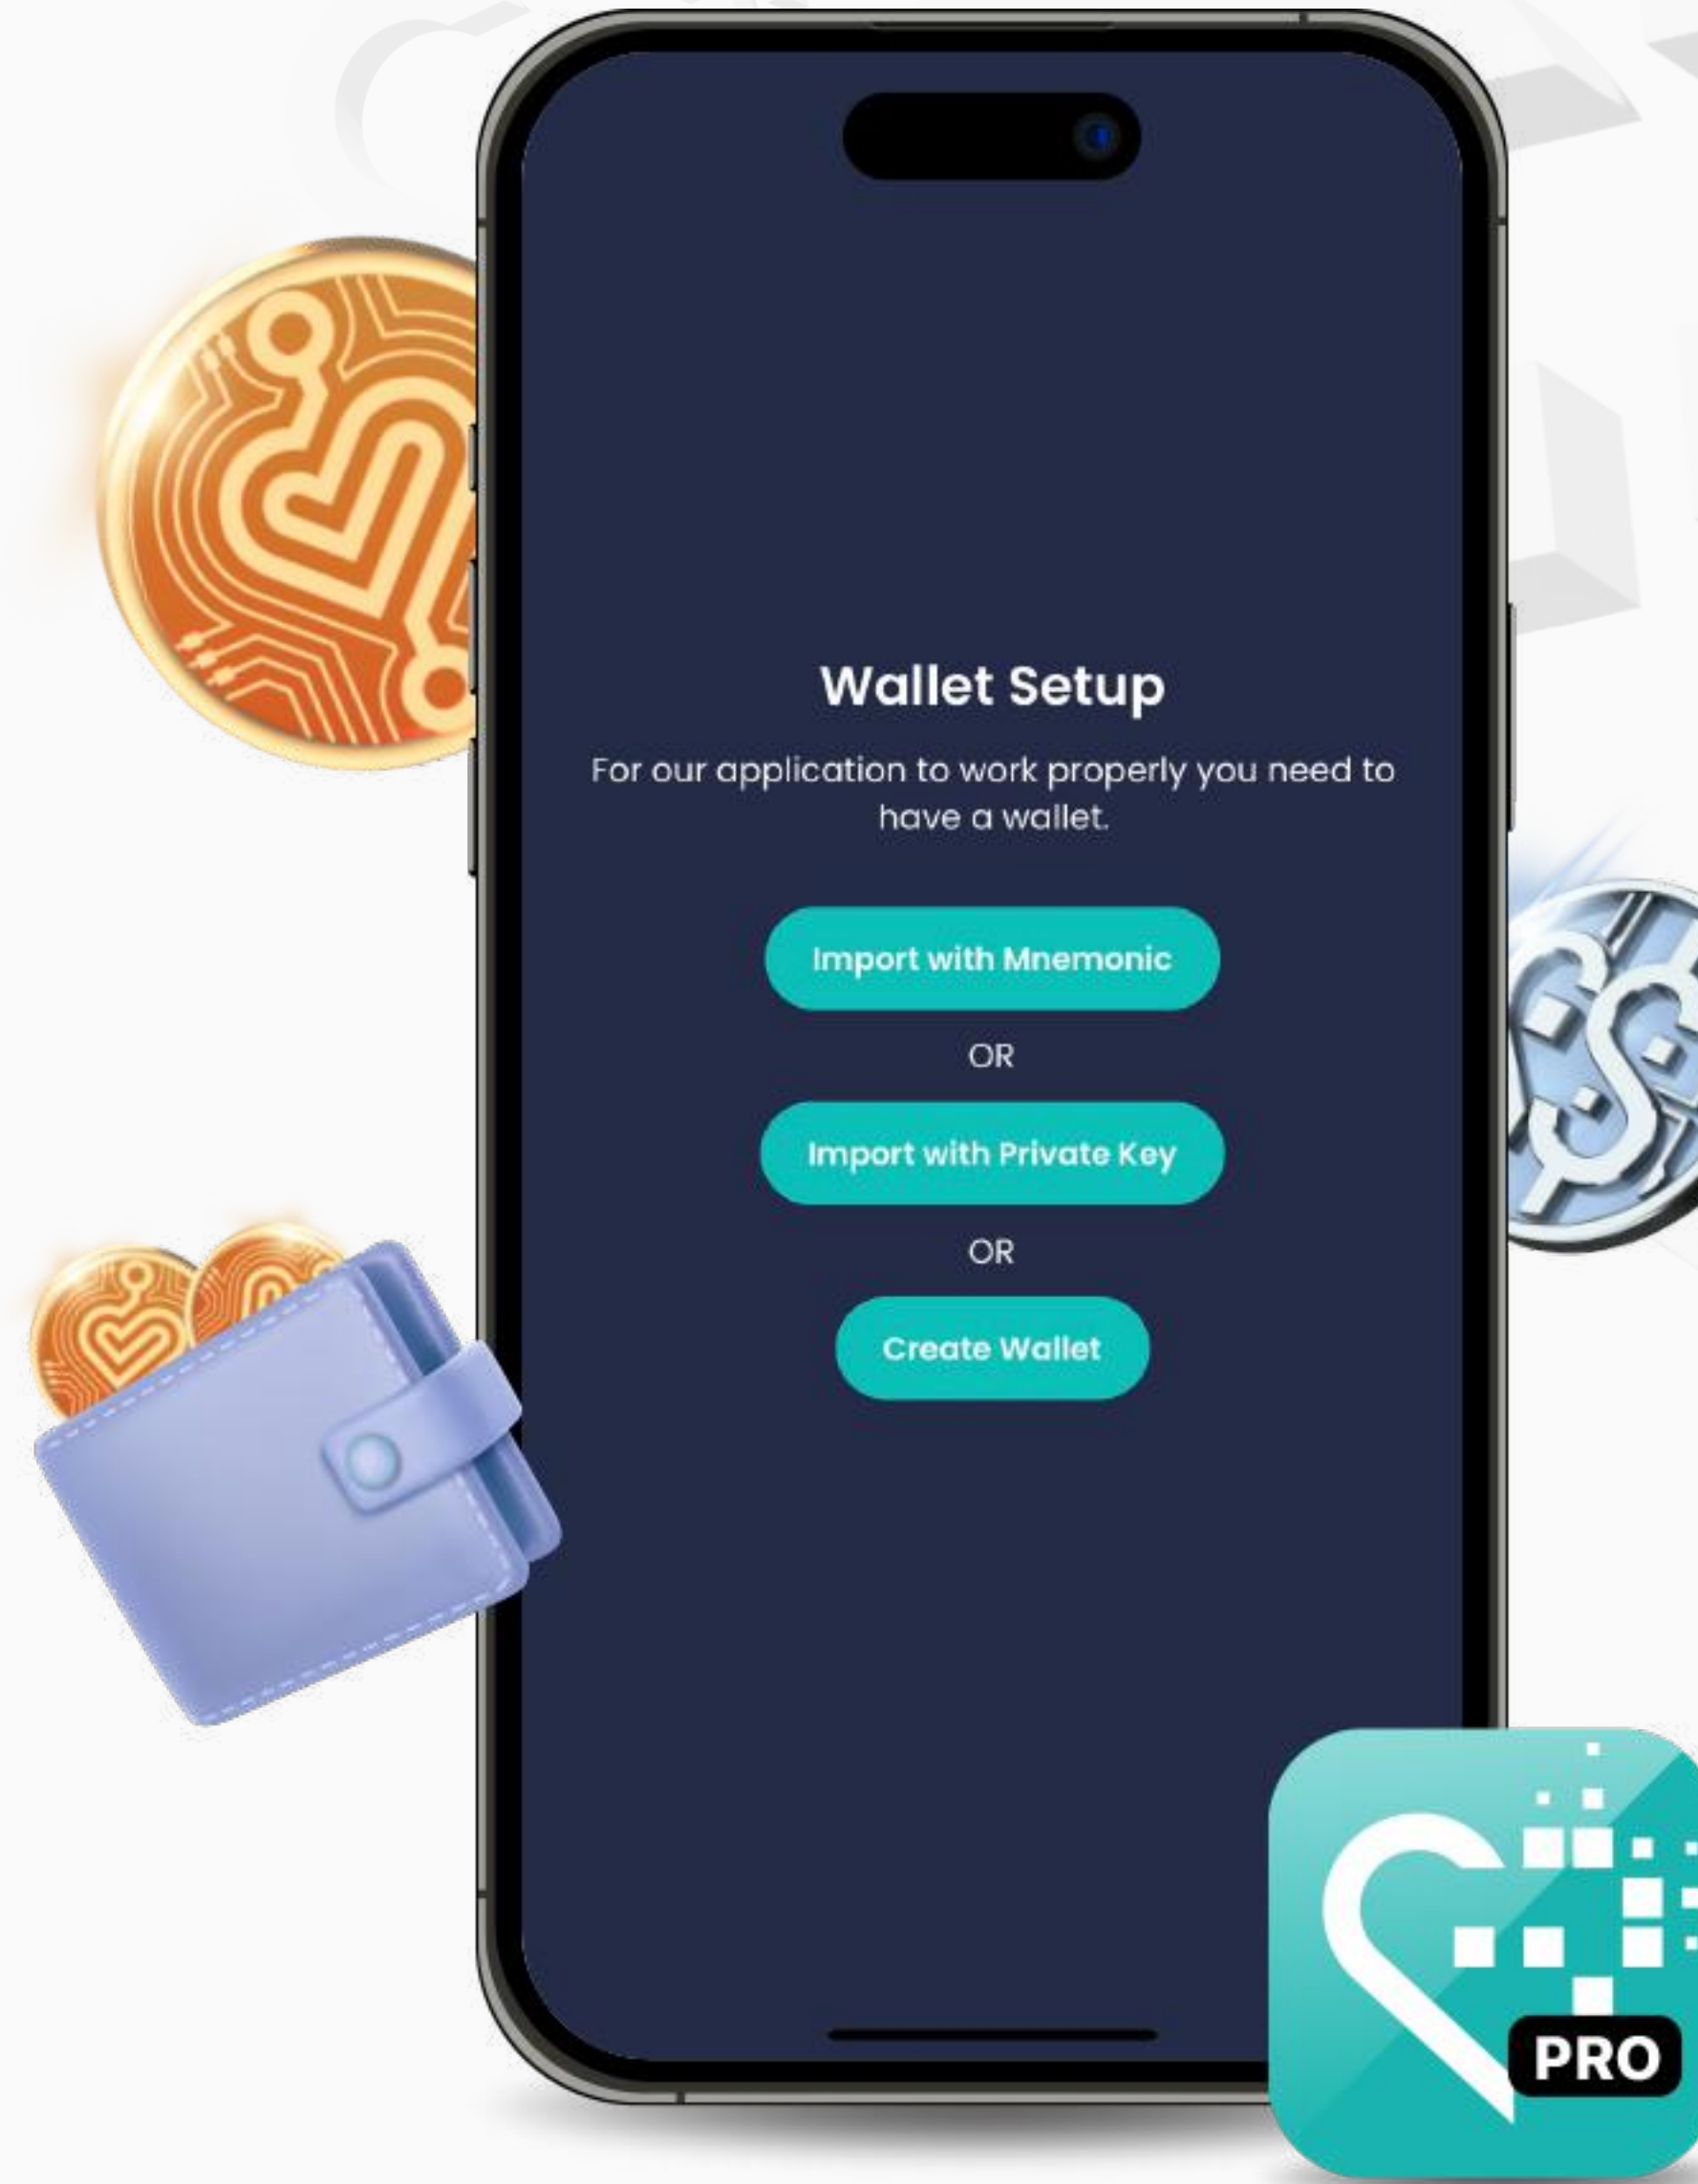 Wallet Setup
For our application to work properly you need to
have a wallet.
Import with Mnemonic
OR
Import with Private Key
OR
Create Wallet
PRO